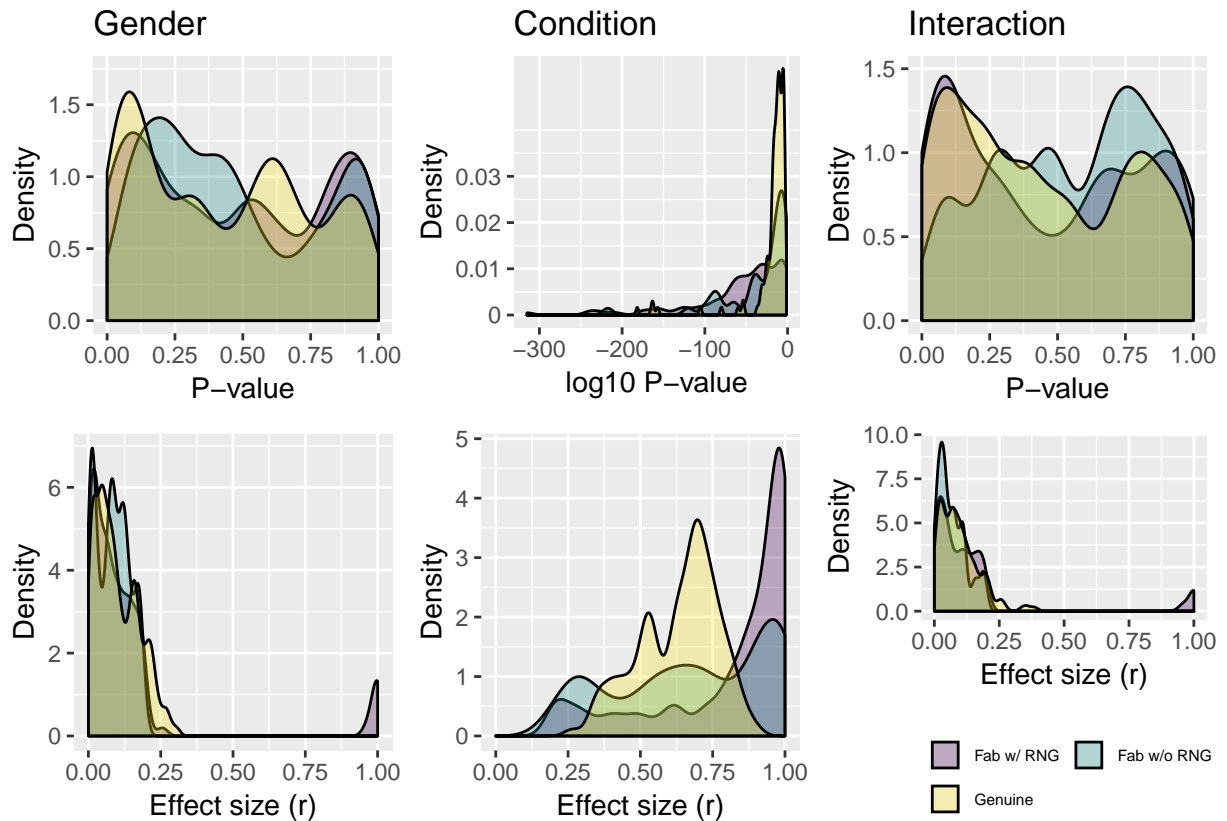 Gender
Condition
Interaction
Density
1.5
1.0
0.5
0.0
0.00 0.25 0.50 0.75 1.00
P−value
Density
0.03
0.02
0.01
0
−300 −200 −100 0
log10 P−value
Density
1.5
1.0
0.5
0.0
0.00 0.25 0.50 0.75 1.00
P−value
Density
6
4
2
0
0.00 0.25 0.50 0.75 1.00
Effect size (r)
Density
5
4
3
2
1
0
0.00 0.25 0.50 0.75 1.00
Effect size (r)
Density
10.0
7.5
5.0
2.5
0.0
0.00 0.25 0.50 0.75 1.00
Effect size (r)
Fab w/ RNG
Fab w/o RNG
Genuine